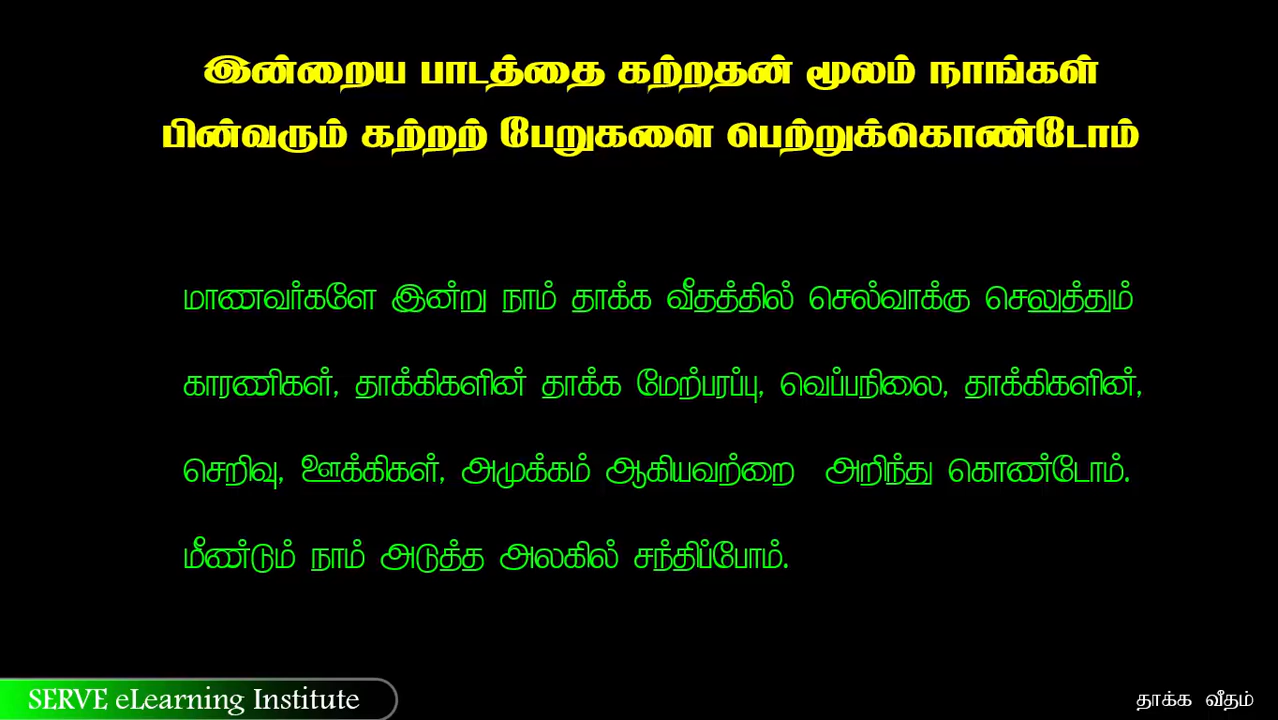 இன்றைய பாடத்தை கற்றதன் மூலம் நாங்கள்
பின்வரும் கற்றற் பேறுகளை பெற்றுக்கொண்டோம்
மாணவர்களே இன்று நாம் தாக்க வீதத்தில் செல்வாக்கு செலுத்தும்
காரணிகள், தாக்கிகளின் தாக்க மேற்பரப்பு, வெப்பநிலை, தாக்கிகளின்,
செறிவு, ஊக்கிகள், அமுக்கம் ஆகியவற்றை அறிந்து கொண்டோம்.
மீண்டும் நாம் அடுத்த அலகில் சந்திப்போம்.
SERVE eLearning Institute
தாக்க வீதம்